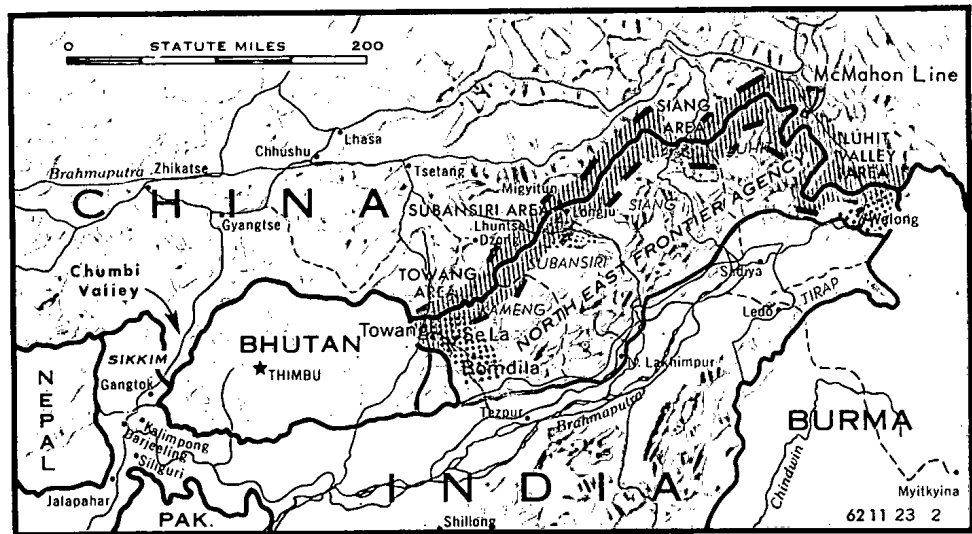 0 STATUTE MILES 200
McMahon Line
SIANG AREA
LUHIT VALLEY AREA
Lhasa
Chhushu
Brahmaputra
Zhikatse
Tsetang
Migyitun
CHINA
SUBANSIRI AREA
Longju
SIANG
Walong
Gyangtse
Lhuntse Dzong
SUBANSIRI
NORTH EAST FRONTIER AGENCY
Chumbi Valley
TOWANG AREA
Sadiya
TIRAP
KAMENG
Ledo
Towang
Se La
BHUTAN
SIKKIM
THIMBU
Bomdila
N. Lakhimpur
NEPAL
Gangtok
Tezpur
Brahmaputra
BURMA
Kalimpong
Darjeeling
Siliguri
Chindwin
INDIA
Jalapahar
Myitkyina
PAK.
Shillong
62 11 23 2